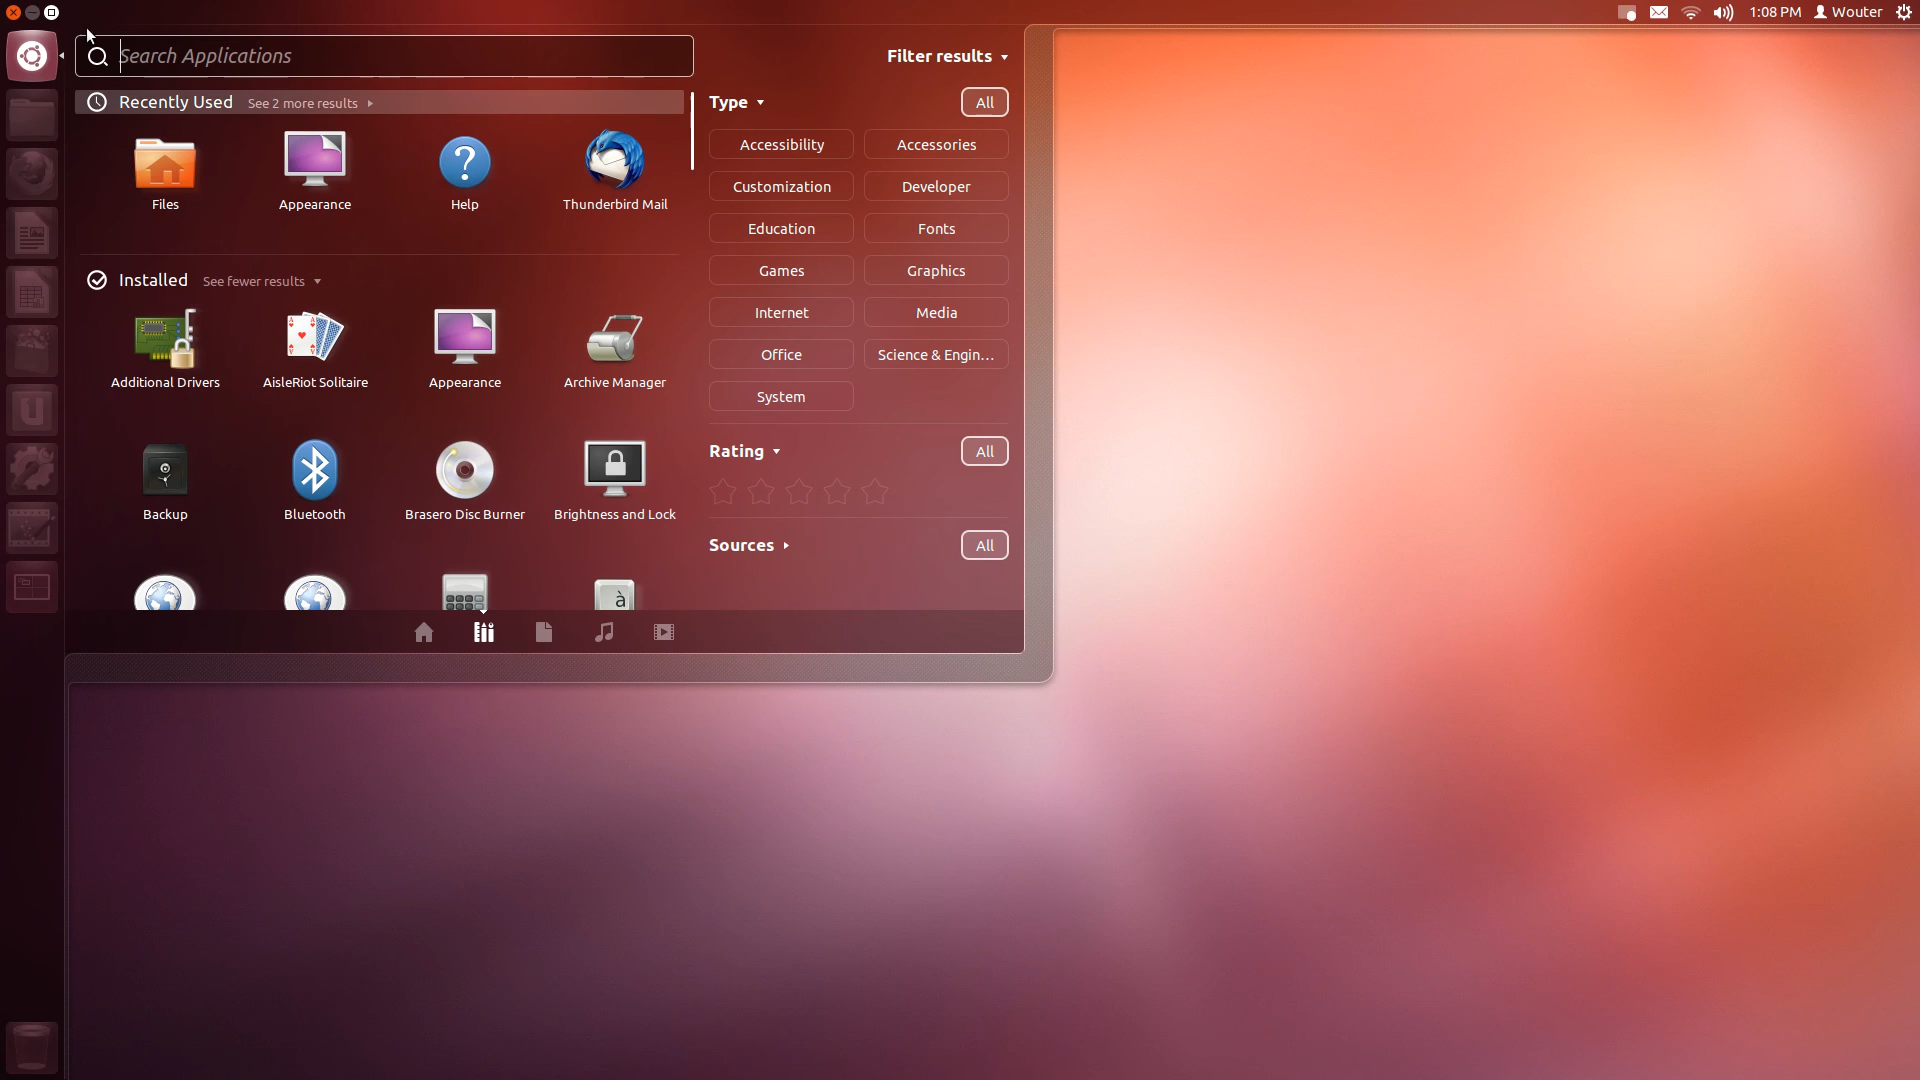 1:08 PM Wouter
Search Applications
Filter results
Recently Used See 2 more results
Files Appearance Help Thunderbird Mail
Installed See fewer results
Additional Drivers AisleRiot Solitaire Appearance Archive Manager
Backup Bluetooth Brasero Disc Burner Brightness and Lock
à
Type All
Accessibility Accessories
Customization Developer
Education Fonts
Games Graphics
Internet Media
Office Science & Engin...
System
Rating All
Sources All